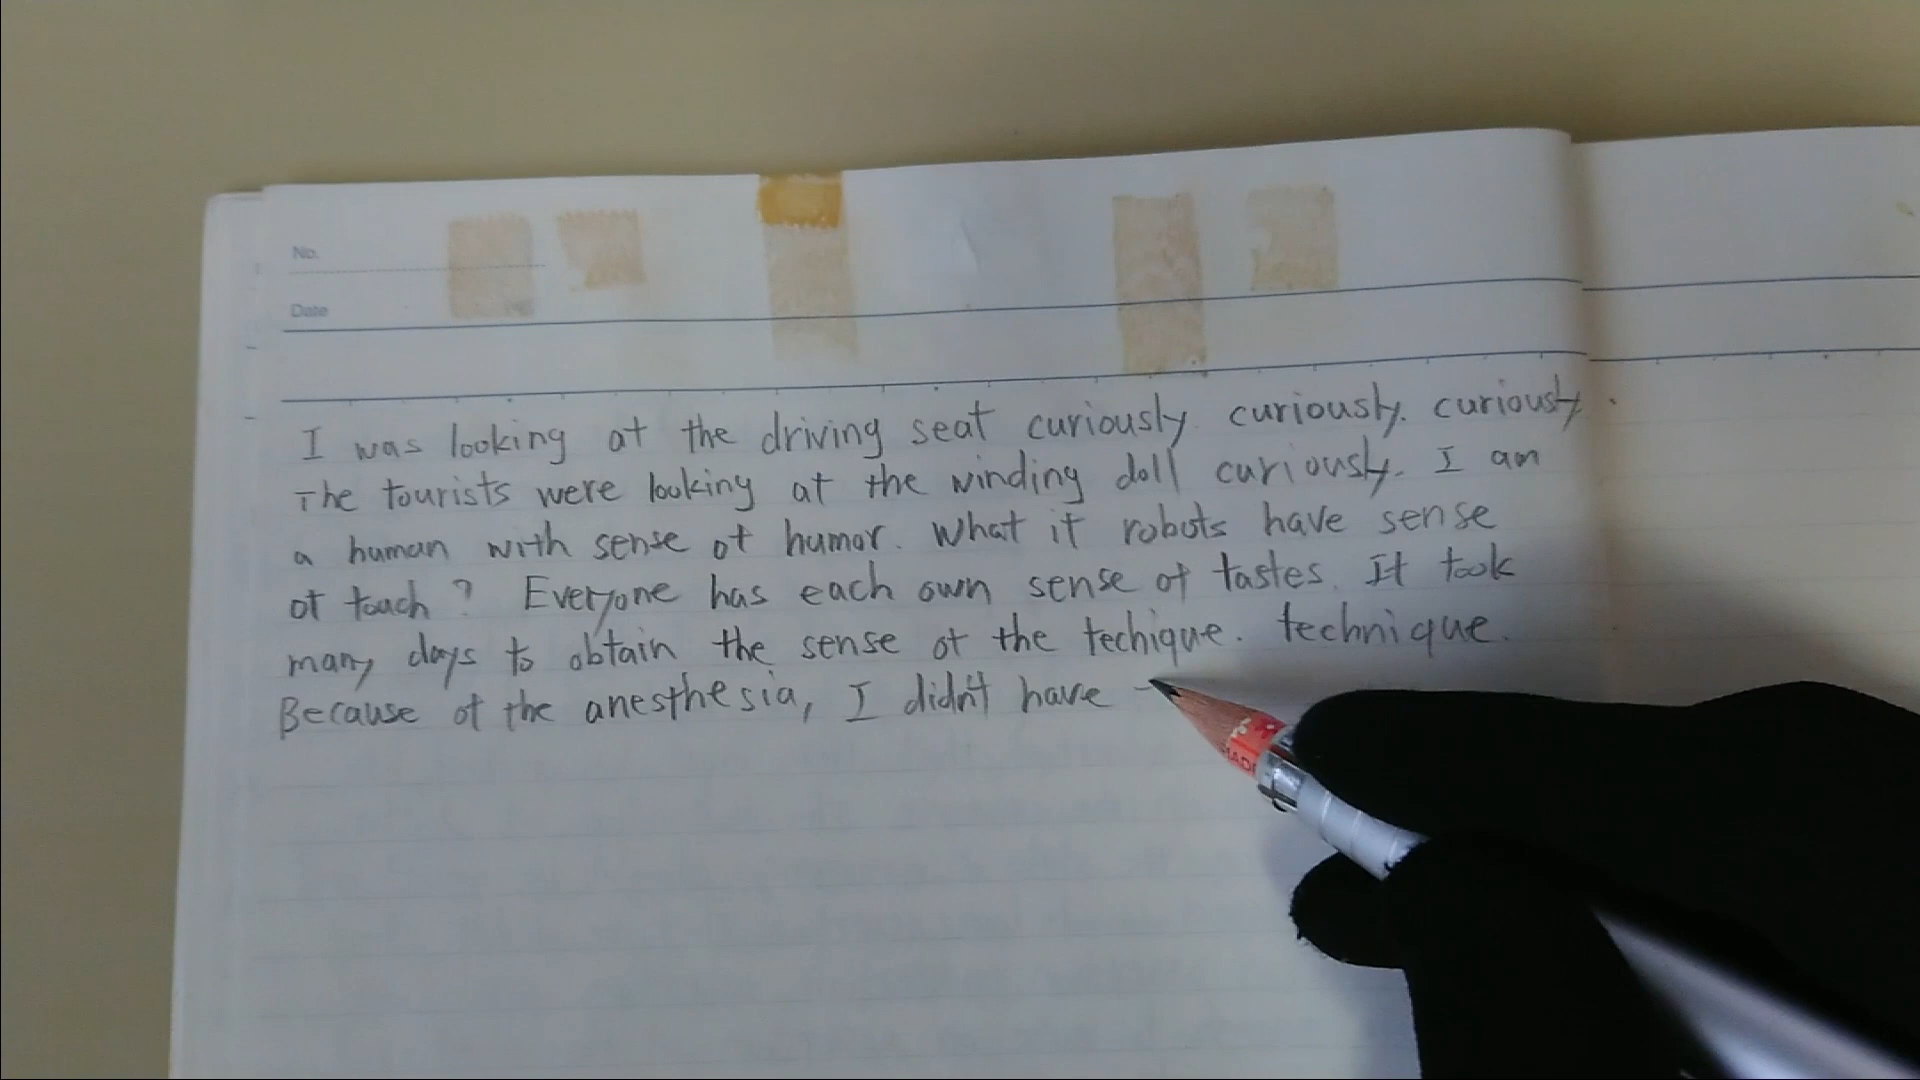 No.
Date
I was looking at the driving seat curiously curiously. curiously.
The tourists were looking at the winding doll curiously. I am
a human with sense of humor. What if robots have sense
of touch? Everyone has each own sense of tastes. It took
many days to obtain the sense of the techique. technique.
Because of the anesthesia, I didn't have